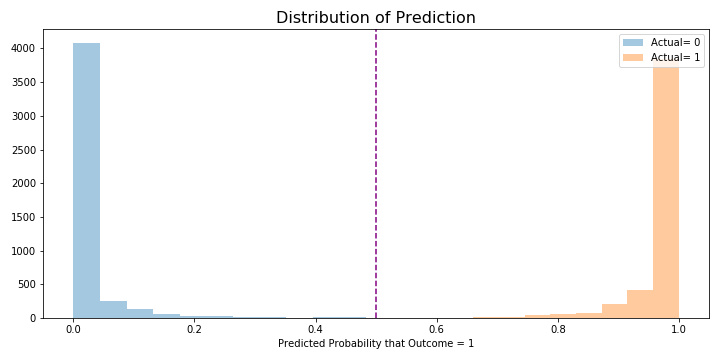 Distribution of Prediction
Actual= 0
Actual= 1
4000
3500
3000
2500
2000
1500
1000
500
0
0.0 0.2 0.4 0.6 0.8 1.0
Predicted Probability that Outcome = 1